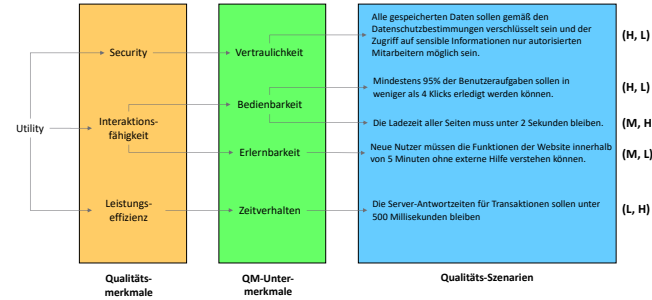 Utility
Security
Interaktions-
fähigkeit
Leistungs-
effizienz
Qualitäts-
merkmale
Vertraulichkeit
Bedienbarkeit
Erlernbarkeit
Zeitverhalten
QM-Unter-
merkmale
Alle gespeicherten Daten sollen gemäß den
Datenschutzbestimmungen verschlüsselt sein und der
Zugriff auf sensible Informationen nur autorisierten
Mitarbeitern möglich sein.
(H, L)
Mindestens 95% der Benutzeraufgaben sollen in
weniger als 4 Klicks erledigt werden können.
(H, L)
Die Ladezeit aller Seiten muss unter 2 Sekunden bleiben.
(M, H
Neue Nutzer müssen die Funktionen der Website innerhalb
von 5 Minuten ohne externe Hilfe verstehen können.
(M, L)
Die Server-Antwortzeiten für Transaktionen sollen unter
500 Millisekunden bleiben
(L, H)
Qualitäts-Szenarien